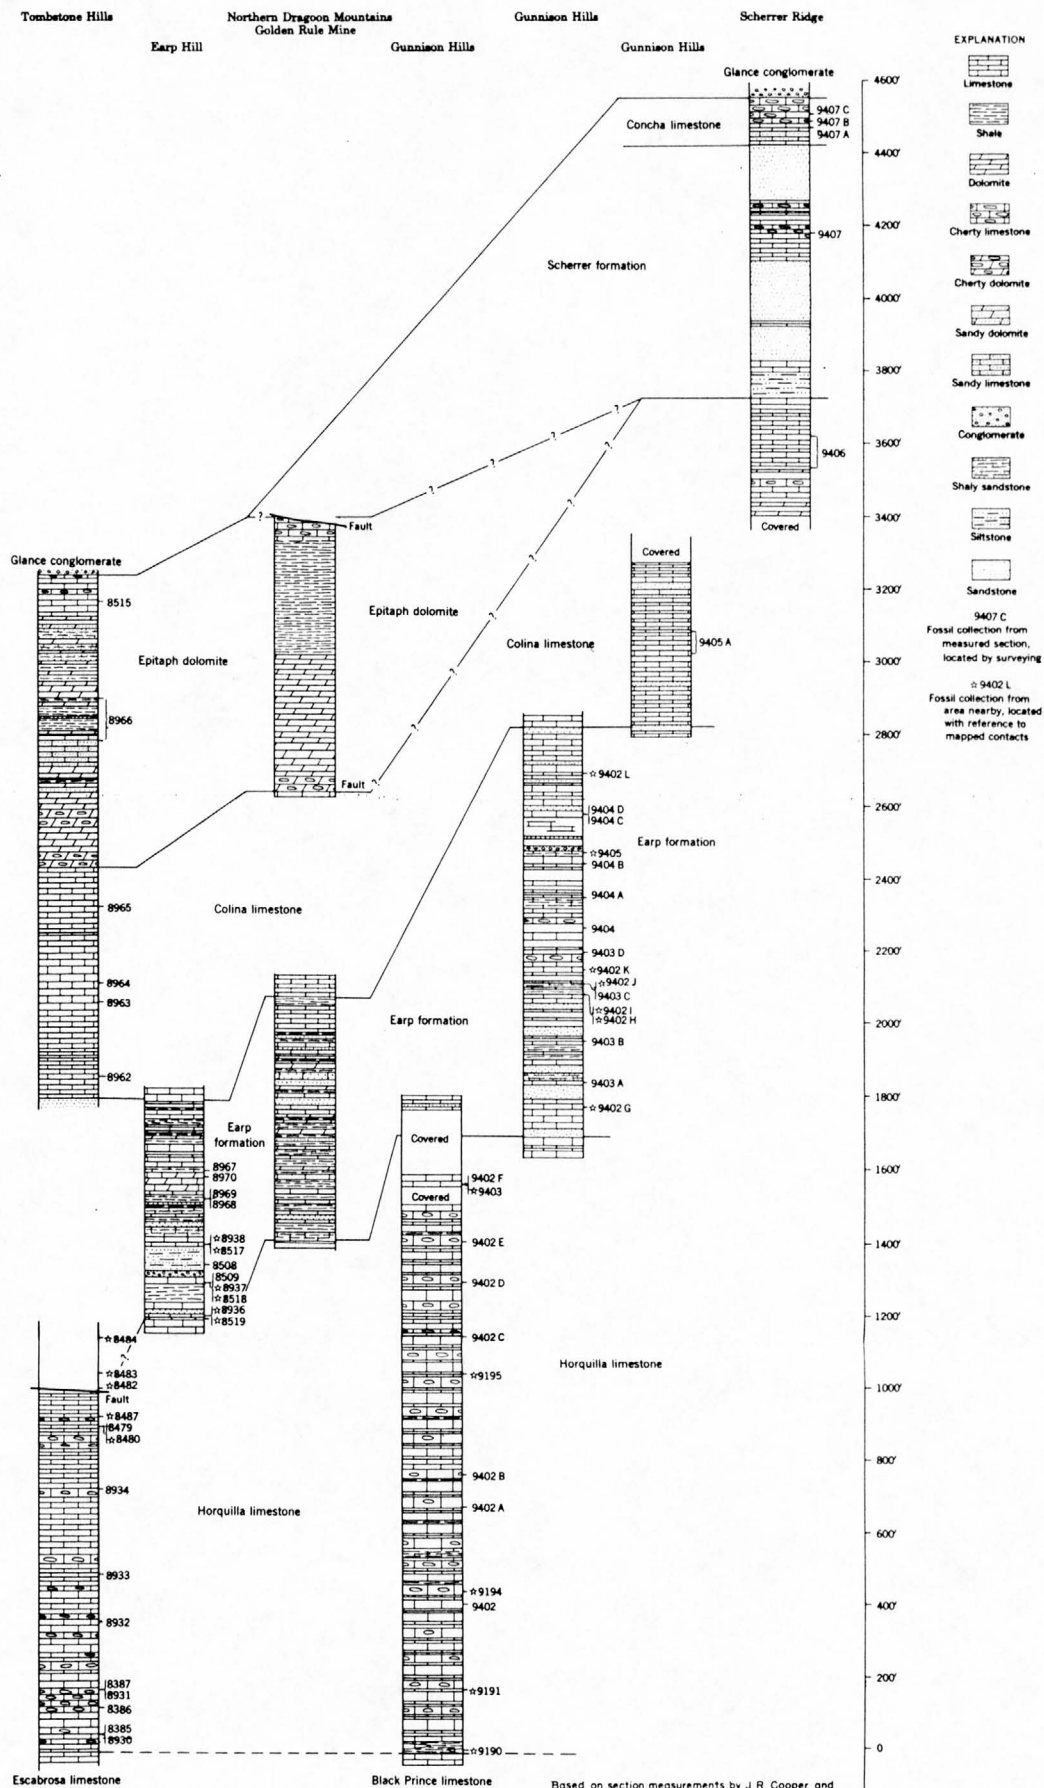 Tombstone Hills
Northern Dragoon Mountains
Golden Rule Mine
Gunnison Hills
Scherrer Ridge
Earp Hill
Gunnison Hills
Gunnison Hills
EXPLANATION
Limestone
Shale
Dolomite
Cherty limestone
Cherty dolomite
Sandy dolomite
Sandy limestone
Conglomerate
Shaly sandstone
Siltstone
Sandstone
9407 C
Fossil collection from
measured section,
located by surveying
☆ 9402 L
Fossil collection from
area nearby, located
with reference to
mapped contacts
4600'
4400'
4200'
4000'
3800'
3600'
3400'
3200'
3000'
2800'
2600'
2400'
2200'
2000'
1800'
1600'
1400'
1200'
1000'
800'
600'
400'
200'
0
Glance conglomerate
9407 C
9407 B
9407 A
9407
9406
Covered
Concha limestone
Scherrer formation
?
?
?
?
?
?
?
?
?
?
?
?
?
Fault
Epitaph dolomite
Fault
Colina limestone
Covered
9405 A
Glance conglomerate
8515
Epitaph dolomite
8966
8965
Colina limestone
8964
8963
8962
☆9402 L
9404 D
9404 C
☆9405
9404 B
Earp formation
9404 A
9404
9403 D
☆9402 K
☆9402 J
9403 C
☆9402 I
☆9402 H
9403 B
9403 A
☆9402 G
Earp formation
Earp
formation
8967
8970
8969
8968
☆8938
☆8517
8508
8509
☆8937
☆8518
☆8936
☆8519
Covered
9402 F
☆9403
Covered
9402 E
9402 D
9402 C
☆9195
9402 B
9402 A
☆9194
9402
☆9191
☆9190
Horquilla limestone
☆8484
☆8483
☆8482
Fault
☆8487
8479
☆8480
8934
Horquilla limestone
8933
8932
8387
8931
8386
8385
8930
Escabrosa limestone
Black Prince limestone
Based on section measurements by J. R. Cooper and